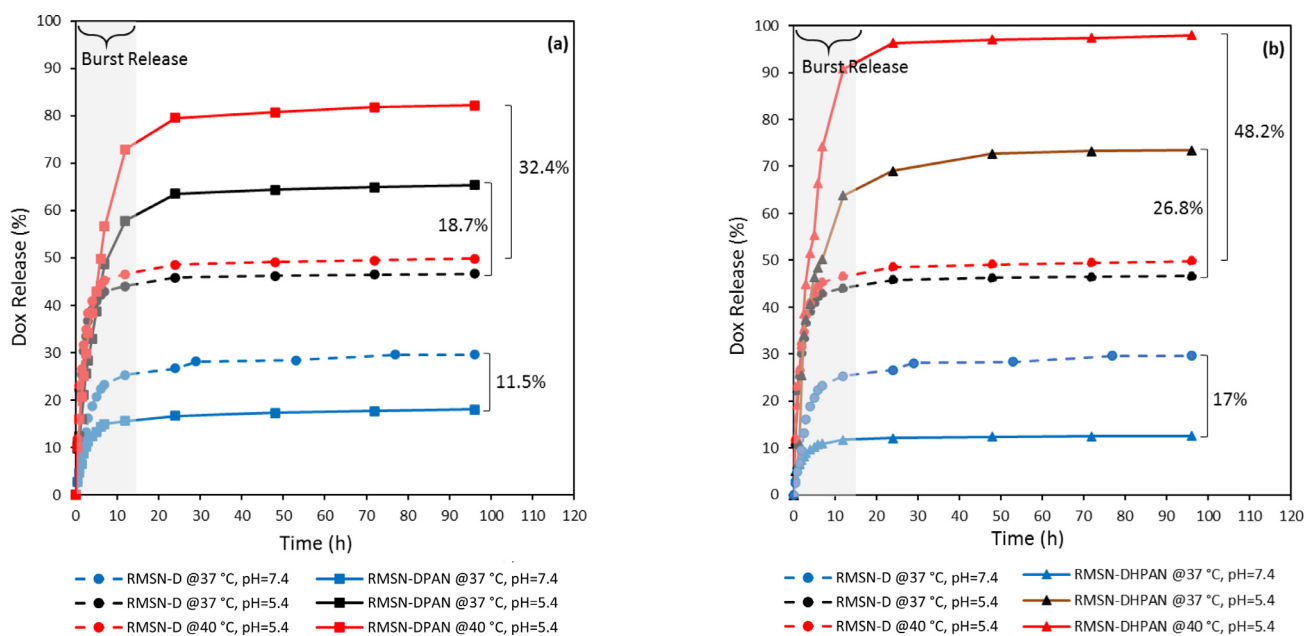 (a)
Burst Release
100
90
80
70
60
50
40
30
20
10
0
Dox Release (%)
32.4%
18.7%
11.5%
0 10 20 30 40 50 60 70 80 90 100 110 120
Time (h)
RMSN-D @37 °C, pH=7.4
RMSN-DPAN @37 °C, pH=7.4
RMSN-D @37 °C, pH=5.4
RMSN-DPAN @37 °C, pH=5.4
RMSN-D @40 °C, pH=5.4
RMSN-DPAN @40 °C, pH=5.4
(b)
Burst Release
100
90
80
70
60
50
40
30
20
10
0
Dox Release (%)
48.2%
26.8%
17%
0 10 20 30 40 50 60 70 80 90 100 110 120
Time (h)
RMSN-D @37 °C, pH=7.4
RMSN-DHPAN @37 °C, pH=7.4
RMSN-D @37 °C, pH=5.4
RMSN-DHPAN @37 °C, pH=5.4
RMSN-D @40 °C, pH=5.4
RMSN-DHPAN @40 °C, pH=5.4